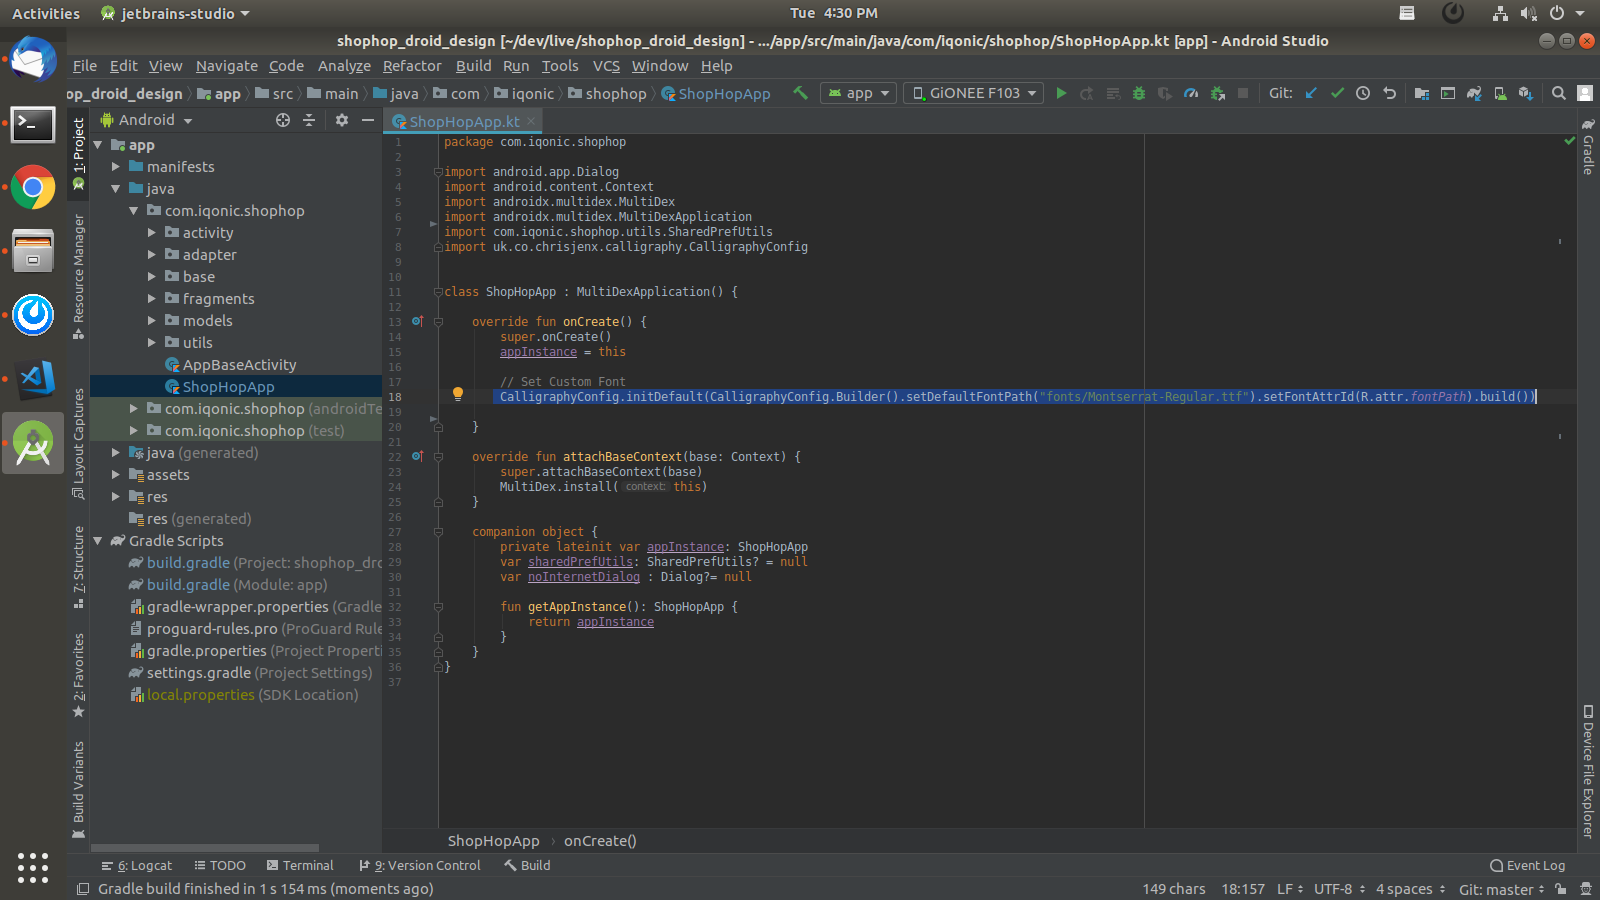 Activities jetbrains-studio Tue 4:30 PM
shophop_droid_design [~/dev/live/shophop_droid_design] - .../app/src/main/java/com/iqonic/shophop/ShopHopApp.kt [app] - Android Studio
File Edit View Navigate Code Analyze Refactor Build Run Tools VCS Window Help
op_droid_design app src main java com iqonic shophop ShopHopApp app GiONEE F103 Git:
Android
ShopHopApp.kt
1: Project
Resource Manager
Layout Captures
7: Structure
2: Favorites
Build Variants
app
manifests
java
com.iqonic.shophop
activity
adapter
base
fragments
models
utils
AppBaseActivity
ShopHopApp
com.iqonic.shophop (androidTe
com.iqonic.shophop (test)
java (generated)
assets
res
res (generated)
Gradle Scripts
build.gradle (Project: shophop_dro
build.gradle (Module: app)
gradle-wrapper.properties (Gradle
proguard-rules.pro (ProGuard Rule
gradle.properties (Project Properti
settings.gradle (Project Settings)
local.properties (SDK Location)
1 package com.iqonic.shophop
2
3 import android.app.Dialog
4 import android.content.Context
5 import androidx.multidex.MultiDex
6 import androidx.multidex.MultiDexApplication
7 import com.iqonic.shophop.utils.SharedPrefUtils
8 import uk.co.chrisjenx.calligraphy.CalligraphyConfig
9
10
11 class ShopHopApp : MultiDexApplication() {
12
13 override fun onCreate() {
14 super.onCreate()
15 appInstance = this
16
17 // Set Custom Font
18 CalligraphyConfig.initDefault(CalligraphyConfig.Builder().setDefaultFontPath("fonts/Montserrat-Regular.ttf").setFontAttrId(R.attr.fontPath).build())
19
20 }
21
22 override fun attachBaseContext(base: Context) {
23 super.attachBaseContext(base)
24 MultiDex.install( context: this)
25 }
26
27 companion object {
28 private lateinit var appInstance: ShopHopApp
29 var sharedPrefUtils: SharedPrefUtils? = null
30 var noInternetDialog : Dialog?= null
31
32 fun getAppInstance(): ShopHopApp {
33 return appInstance
34 }
35 }
36 }
37
Gradle
Device File Explorer
ShopHopApp onCreate()
6: Logcat TODO Terminal 9: Version Control Build Event Log
Gradle build finished in 1 s 154 ms (moments ago) 149 chars 18:157 LF UTF-8 4 spaces Git: master